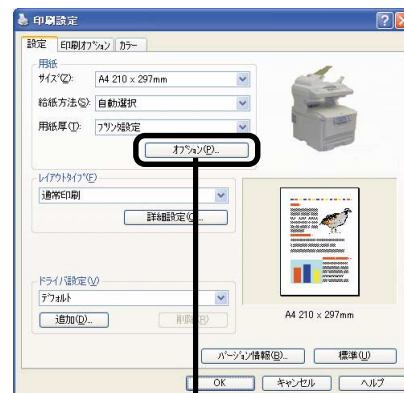 印刷設定
設定 印刷オプション カラー
用紙
サイズ(Z): A4 210 x 297mm
給紙方法(S): 自動選択
用紙厚(T): プリンタ設定
オプション(P)...
レイアウトタイプ(E)
通常印刷
詳細設定
ドライバ設定(V)
デフォルト
追加(D)... 削除(R)
A4 210 x 297mm
バージョン情報(B)... 標準(U)
OK キャンセル ヘルプ